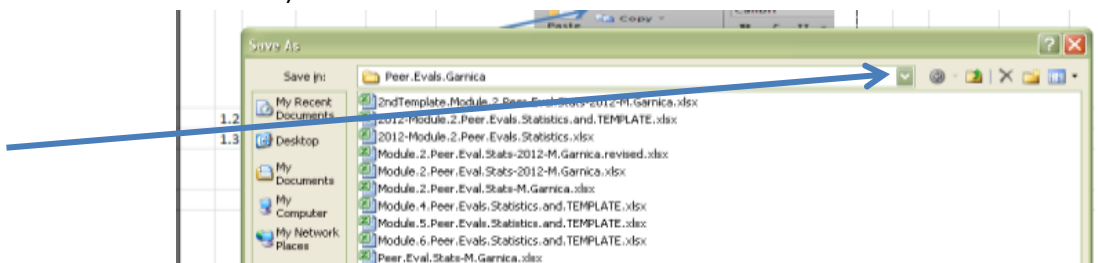 Copy
Paste
Save As
Save in:
Peer.Evals.Garnica
My Recent Documents
Desktop
My Documents
My Computer
My Network Places
1.2
1.3
2ndTemplate.Module.2.Peer.Eval.Stats-2012-M.Garnica.xlsx
2012-Module.2.Peer.Evals.Statistics.and.TEMPLATE.xlsx
2012-Module.2.Peer.Evals.Statistics.xlsx
Module.2.Peer.Eval.Stats-2012-M.Garnica.revised.xlsx
Module.2.Peer.Eval.Stats-2012-M.Garnica.xlsx
Module.2.Peer.Eval.Stats-M.Garnica.xlsx
Module.4.Peer.Evals.Statistics.and.TEMPLATE.xlsx
Module.5.Peer.Evals.Statistics.and.TEMPLATE.xlsx
Module.6.Peer.Evals.Statistics.and.TEMPLATE.xlsx
Peer.Eval.Stats-M.Garnica.xlsx